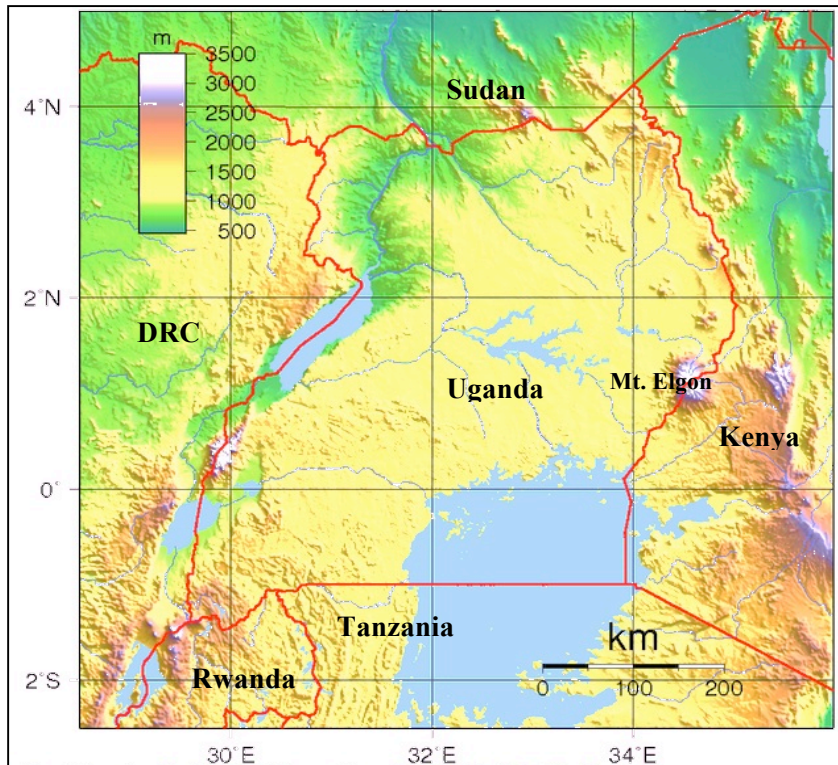 m
3500
3000
2500
2000
1500
1000
500
Sudan
4°N
2°N
DRC
Uganda
Mt. Elgon
Kenya
0°
Tanzania
km
0 100 200
Rwanda
2°S
30°E 32°E 34°E